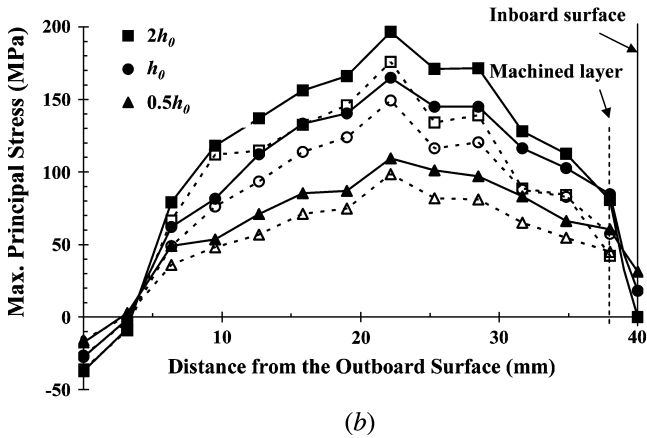 Inboard surface
Machined layer
2h₀
h₀
0.5h₀
Max. Principal Stress (MPa)
200
150
100
50
0
-50
10
20
30
40
Distance from the Outboard Surface (mm)
(b)